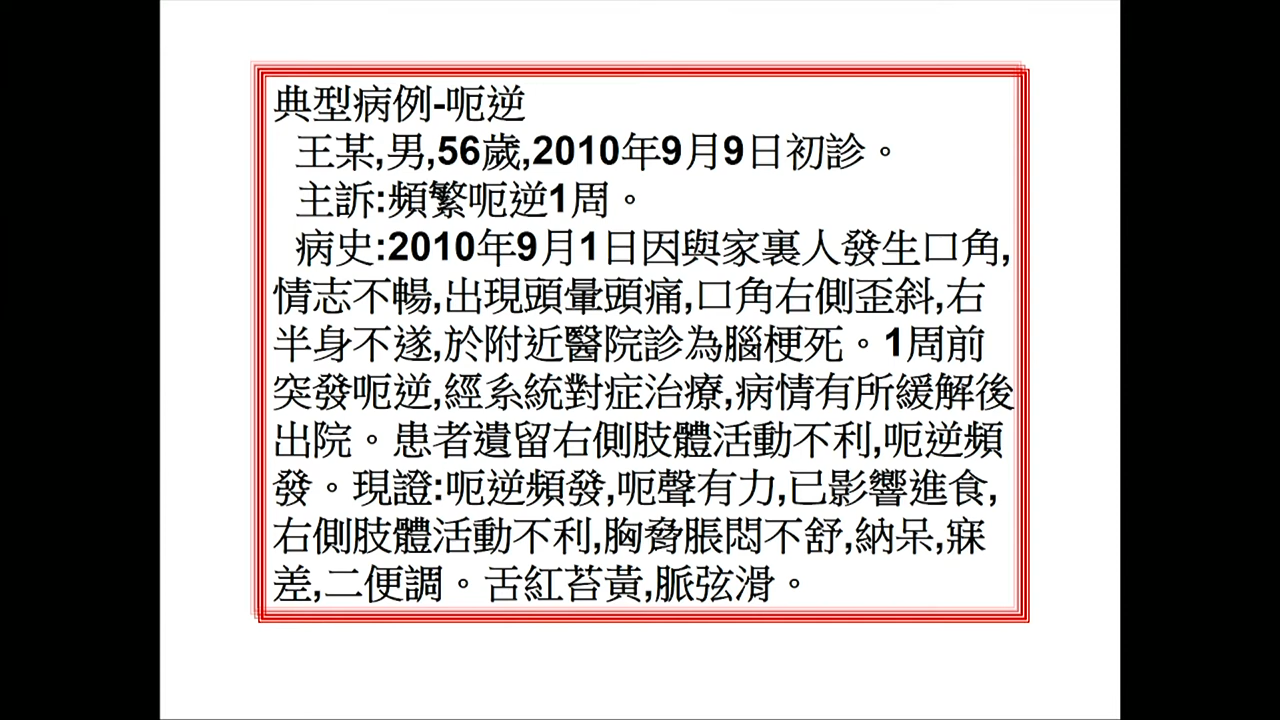 典型病例-呃逆
王某,男,56歲,2010年9月9日初診。
主訴:頻繁呃逆1周。
病史:2010年9月1日因與家裏人發生口角,
情志不暢,出現頭暈頭痛,口角右側歪斜,右
半身不遂,於附近醫院診為腦梗死。1周前
突發呃逆,經系統對症治療,病情有所緩解後
出院。患者遺留右側肢體活動不利,呃逆頻
發。現證:呃逆頻發,呃聲有力,已影響進食,
右側肢體活動不利,胸脅脹悶不舒,納呆,寐
差,二便調。舌紅苔黃,脈弦滑。